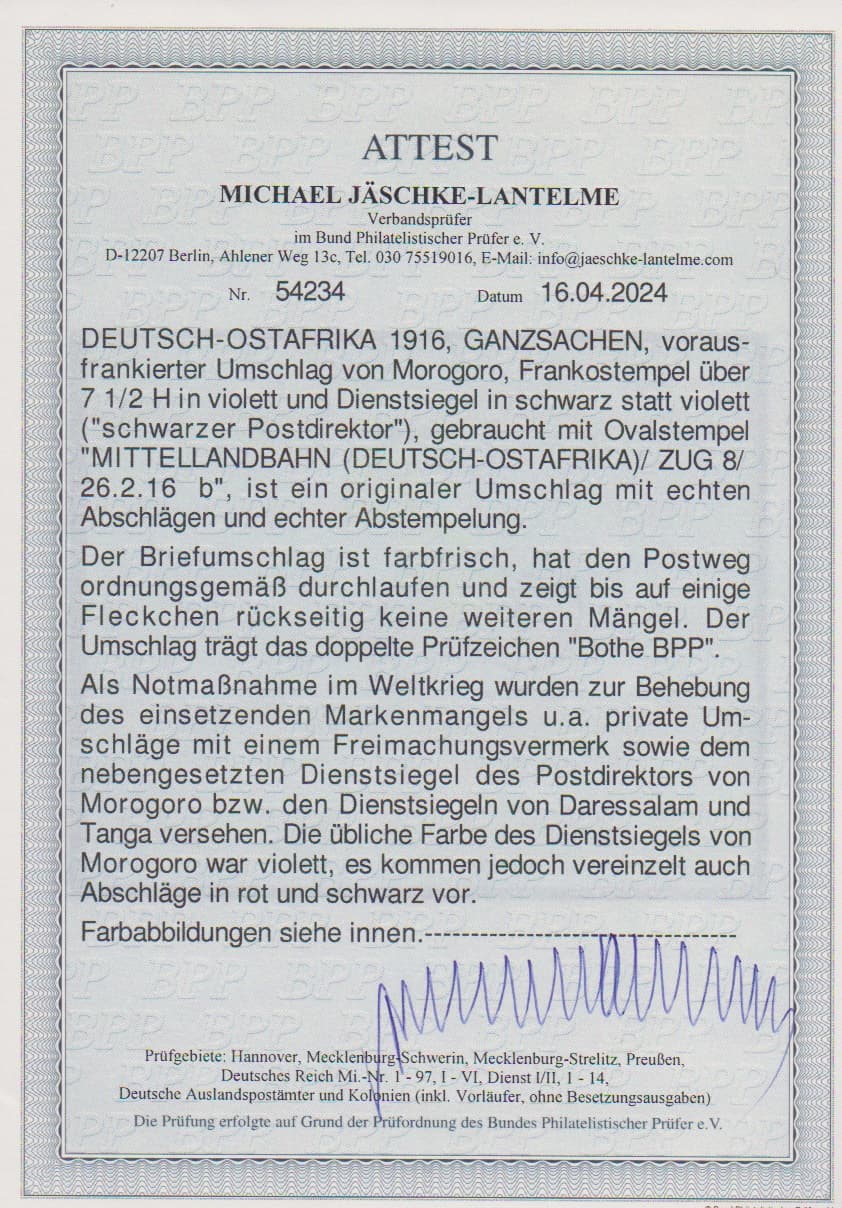 ATTEST
MICHAEL JÄSCHKE-LANTELME
Verbandsprüfer
im Bund Philatelistischer Prüfer e. V.
D-12207 Berlin, Ahlener Weg 13c, Tel. 030 75519016, E-Mail: info@jaeschke-lantelme.com
Nr. 54234 Datum 16.04.2024
DEUTSCH-OSTAFRIKA 1916, GANZSACHEN, voraus-
frankierter Umschlag von Morogoro, Frankostempel über
7 1/2 H in violett und Dienstsiegel in schwarz statt violett
("schwarzer Postdirektor"), gebraucht mit Ovalstempel
"MITTELLANDBAHN (DEUTSCH-OSTAFRIKA)/ ZUG 8/
26.2.16 b", ist ein originaler Umschlag mit echten
Abschlägen und echter Abstempelung.
Der Briefumschlag ist farbfrisch, hat den Postweg
ordnungsgemäß durchlaufen und zeigt bis auf einige
Fleckchen rückseitig keine weiteren Mängel. Der
Umschlag trägt das doppelte Prüfzeichen "Bothe BPP".
Als Notmaßnahme im Weltkrieg wurden zur Behebung
des einsetzenden Markenmangels u.a. private Um-
schläge mit einem Freimachungsvermerk sowie dem
nebengesetzten Dienstsiegel des Postdirektors von
Morogoro bzw. den Dienstsiegeln von Daressalam und
Tanga versehen. Die übliche Farbe des Dienstsiegels von
Morogoro war violett, es kommen jedoch vereinzelt auch
Abschläge in rot und schwarz vor.
Farbabbildungen siehe innen.----------------------------------
Prüfgebiete: Hannover, Mecklenburg-Schwerin, Mecklenburg-Strelitz, Preußen,
Deutsches Reich Mi.-Nr. 1 - 97, I - VI, Dienst I/II, 1 - 14,
Deutsche Auslandspostämter und Kolonien (inkl. Vorläufer, ohne Besetzungsausgaben)
Die Prüfung erfolgte auf Grund der Prüfordnung des Bundes Philatelistischer Prüfer e.V.